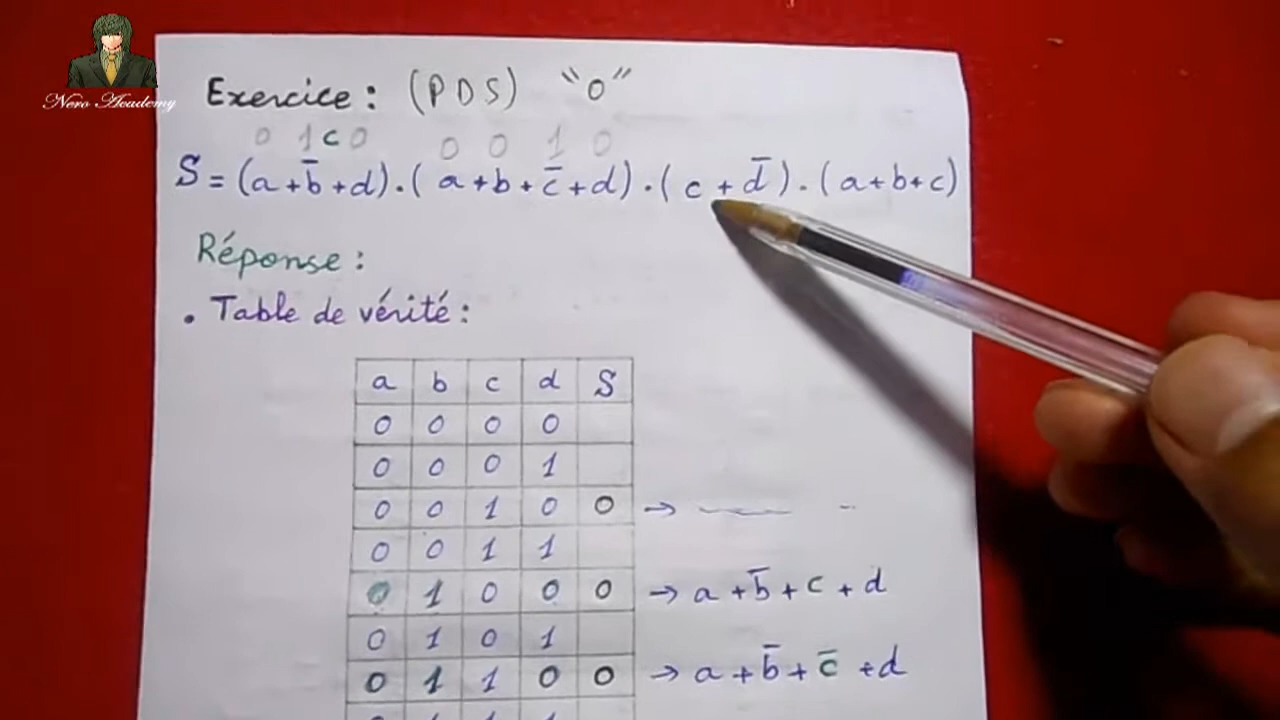 Nero Academy
Exercice : (PDS) "0"
0 1 c 0 0 0 1 0
S = (a + b̅ + d) . ( a + b + c̅ + d) . ( c + d̅ ) . ( a + b + c)
Réponse :
. Table de vérité :
a b c d S
0 0 0 0
0 0 0 1
0 0 1 0 0 →
0 0 1 1
0 1 0 0 0 → a + b̅ + c + d
0 1 0 1
0 1 1 0 0 → a + b̅ + c̅ + d